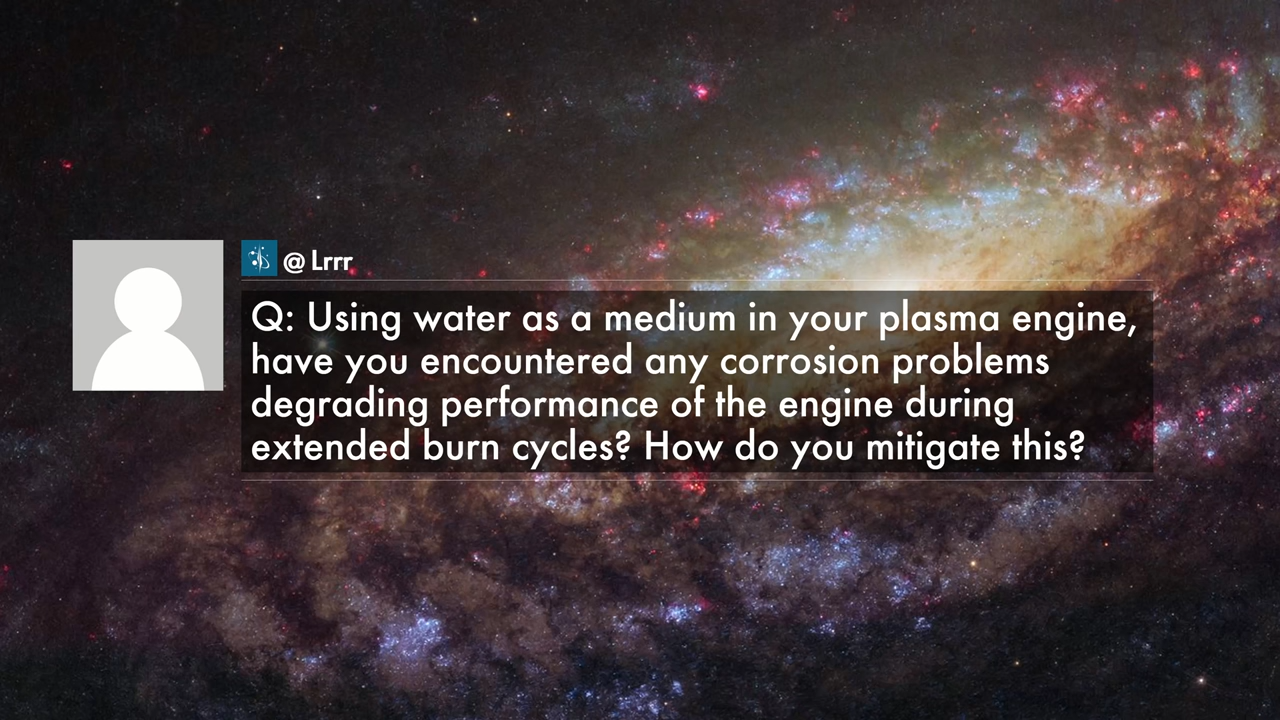 @ Lrrr
Q: Using water as a medium in your plasma engine,
have you encountered any corrosion problems
degrading performance of the engine during
extended burn cycles? How do you mitigate this?